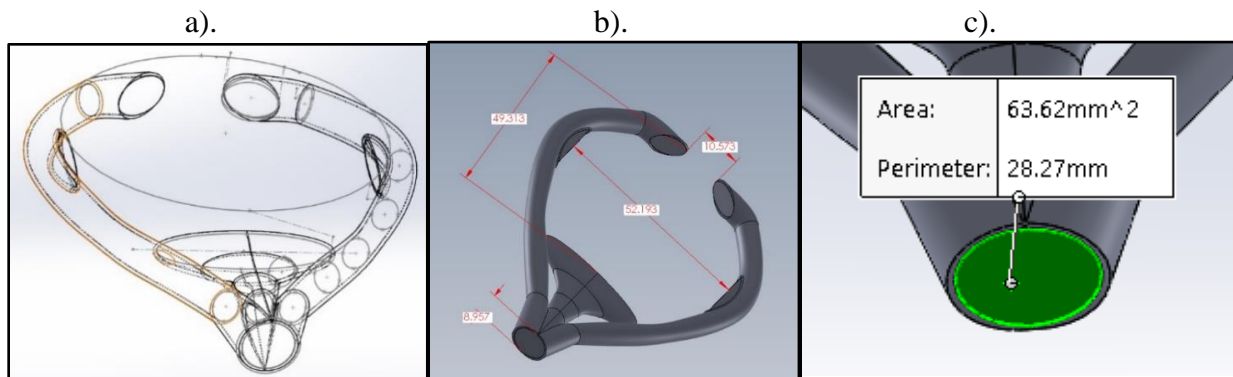 a).
b).
c).
49.313
10.573
52.193
8.957
Area: 63.62mm^2
Perimeter: 28.27mm